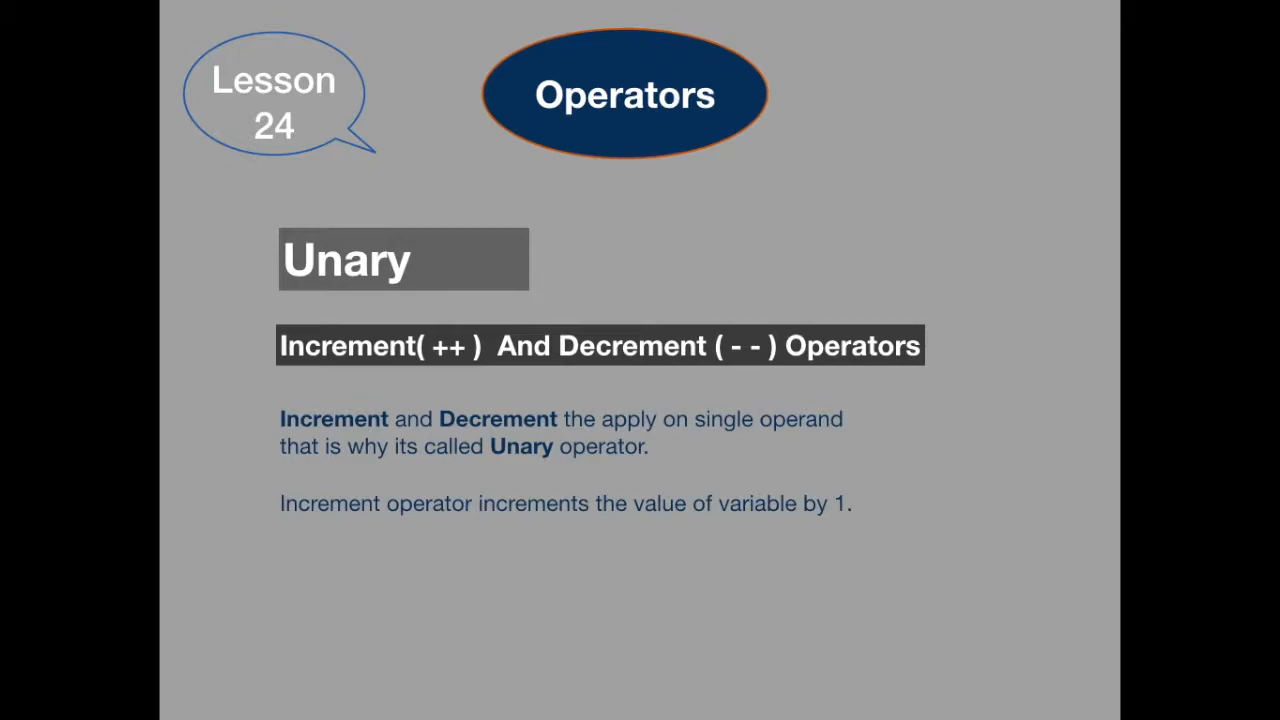 Lesson
24
Operators
Unary
Increment( ++ )  And Decrement ( - - ) Operators
Increment and Decrement the apply on single operand
that is why its called Unary operator.
Increment operator increments the value of variable by 1.